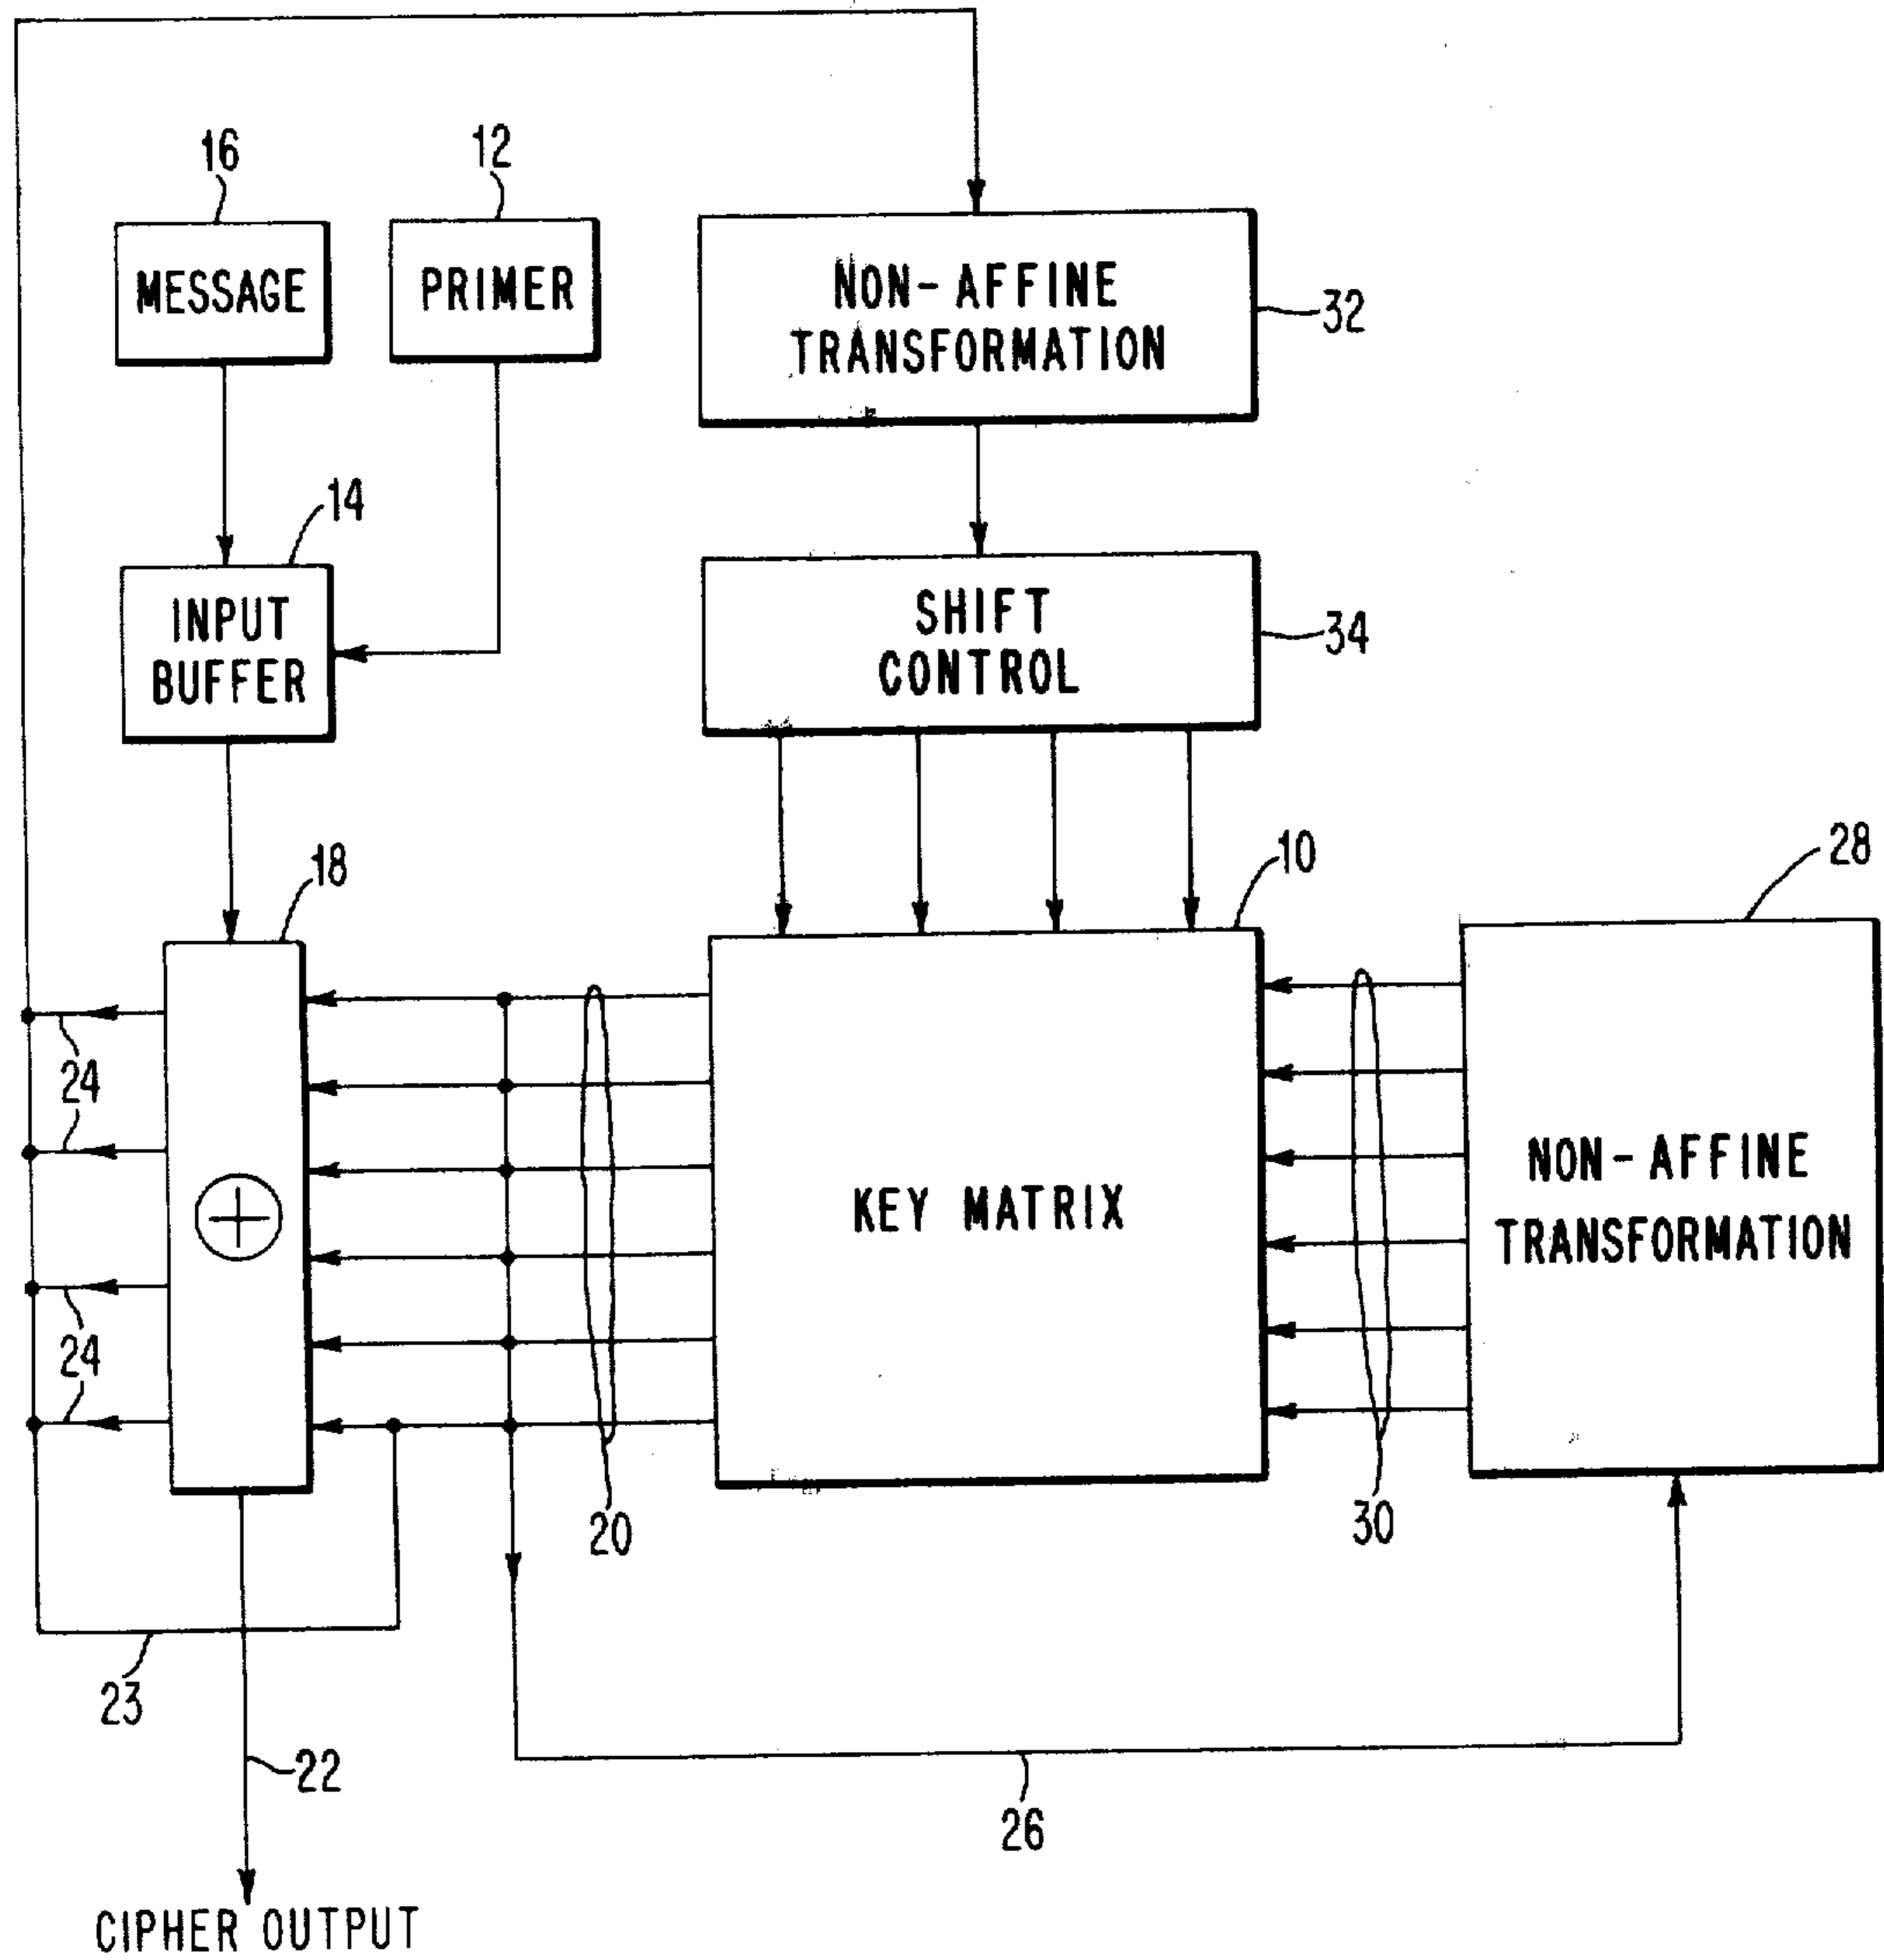 16
12
MESSAGE
PRIMER
NON-AFFINE
TRANSFORMATION
32
14
INPUT
BUFFER
SHIFT
CONTROL
34
18
10
28
24
24
KEY MATRIX
NON-AFFINE
TRANSFORMATION
20
30
23
22
26
CIPHER OUTPUT